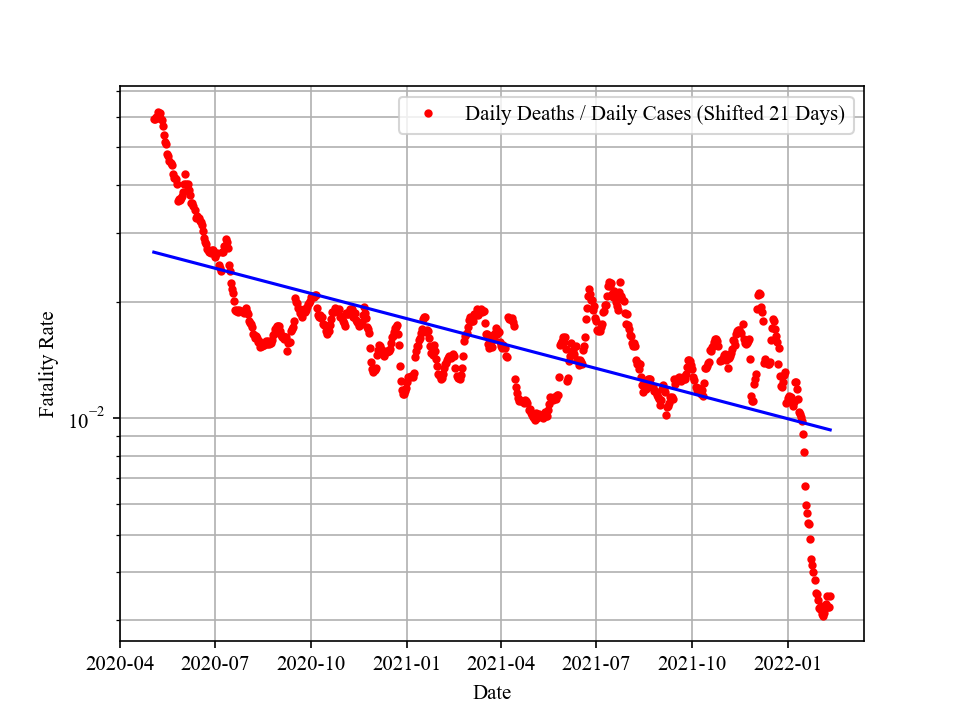 Daily Deaths / Daily Cases (Shifted 21 Days)
Fatality Rate
10⁻²
2020-04 2020-07 2020-10 2021-01 2021-04 2021-07 2021-10 2022-01
Date